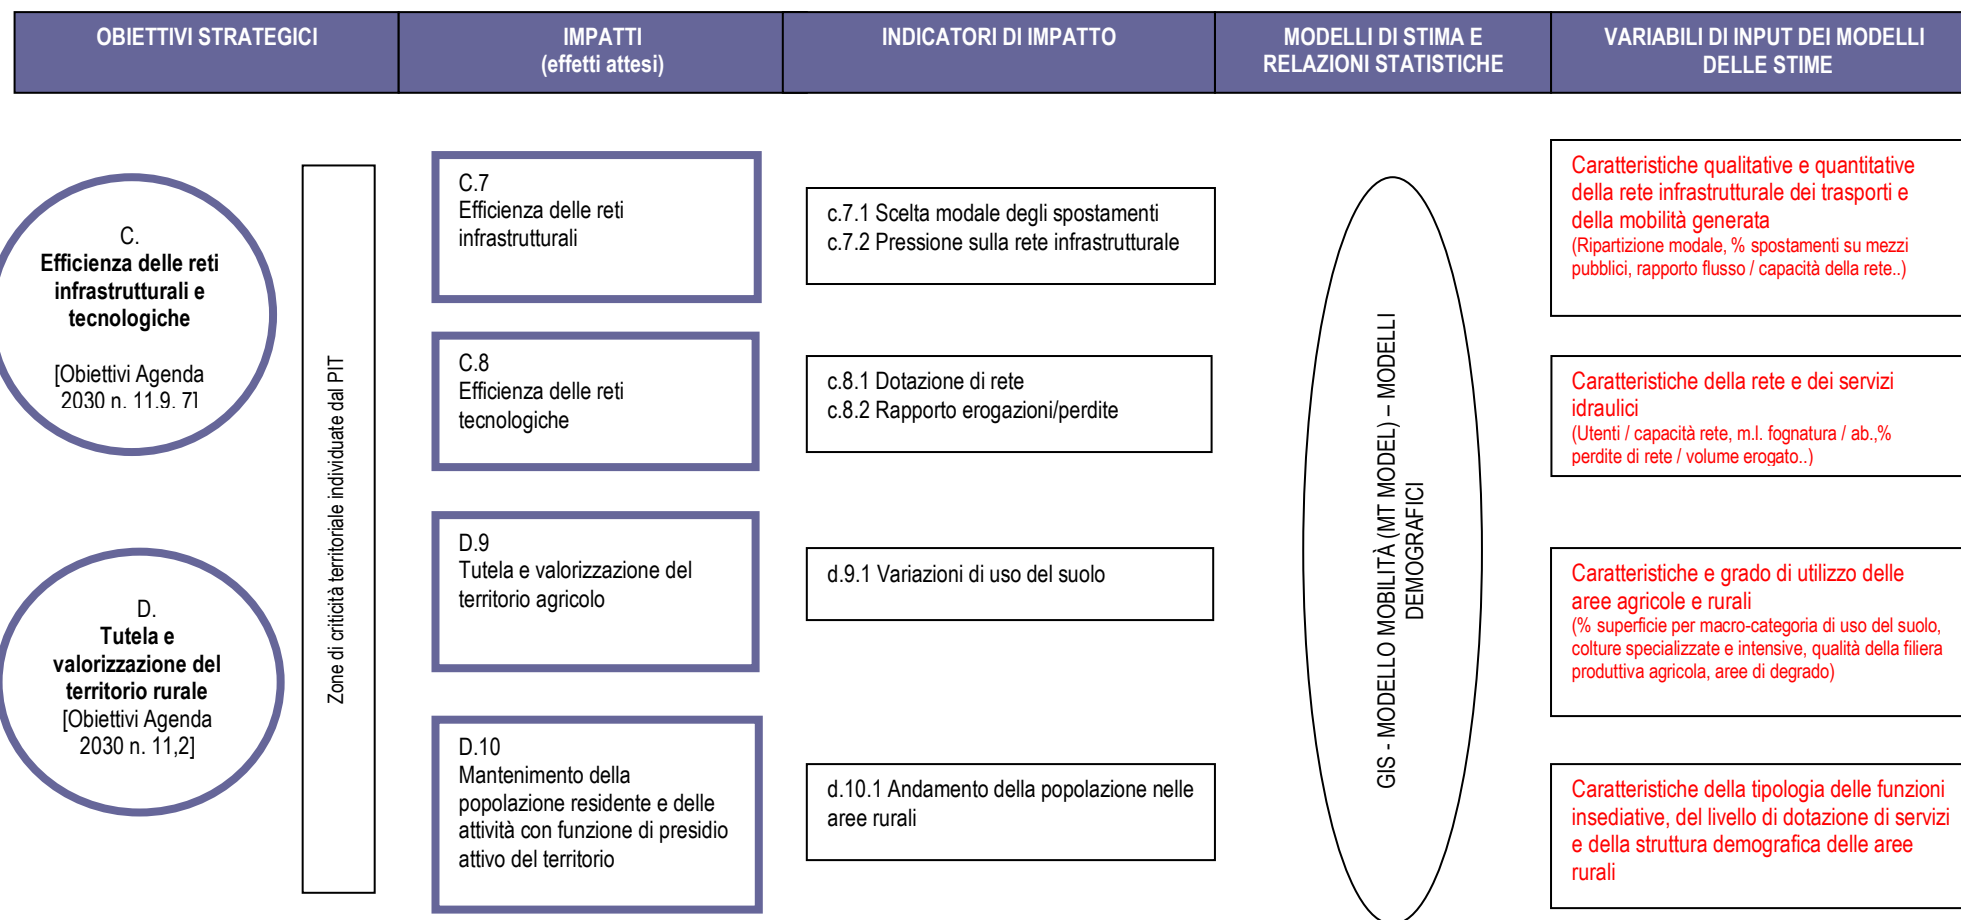 OBIETTIVI STRATEGICI
IMPATTI
(effetti attesi)
INDICATORI DI IMPATTO
MODELLI DI STIMA E
RELAZIONI STATISTICHE
VARIABILI DI INPUT DEI MODELLI
DELLE STIME
C.
Efficienza delle reti
infrastrutturali e
tecnologiche
[Obiettivi Agenda
2030 n. 11,9, 7]
D.
Tutela e
valorizzazione del
territorio rurale
[Obiettivi Agenda
2030 n. 11,2]
Zone di criticità territoriale individuate dal PIT
C.7
Efficienza delle reti
infrastrutturali
C.8
Efficienza delle reti
tecnologiche
D.9
Tutela e valorizzazione del
territorio agricolo
D.10
Mantenimento della
popolazione residente e delle
attività con funzione di presidio
attivo del territorio
c.7.1 Scelta modale degli spostamenti
c.7.2 Pressione sulla rete infrastrutturale
c.8.1 Dotazione di rete
c.8.2 Rapporto erogazioni/perdite
d.9.1 Variazioni di uso del suolo
d.10.1 Andamento della popolazione nelle
aree rurali
GIS - MODELLO MOBILITÀ (MT MODEL) – MODELLI
DEMOGRAFICI
Caratteristiche qualitative e quantitative
della rete infrastrutturale dei trasporti e
della mobilità generata
(Ripartizione modale, % spostamenti su mezzi
pubblici, rapporto flusso / capacità della rete..)
Caratteristiche della rete e dei servizi
idraulici
(Utenti / capacità rete, m.l. fognatura / ab.,%
perdite di rete / volume erogato..)
Caratteristiche e grado di utilizzo delle
aree agricole e rurali
(% superficie per macro-categoria di uso del suolo,
colture specializzate e intensive, qualità della filiera
produttiva agricola, aree di degrado)
Caratteristiche della tipologia delle funzioni
insediative, del livello di dotazione di servizi
e della struttura demografica delle aree
rurali